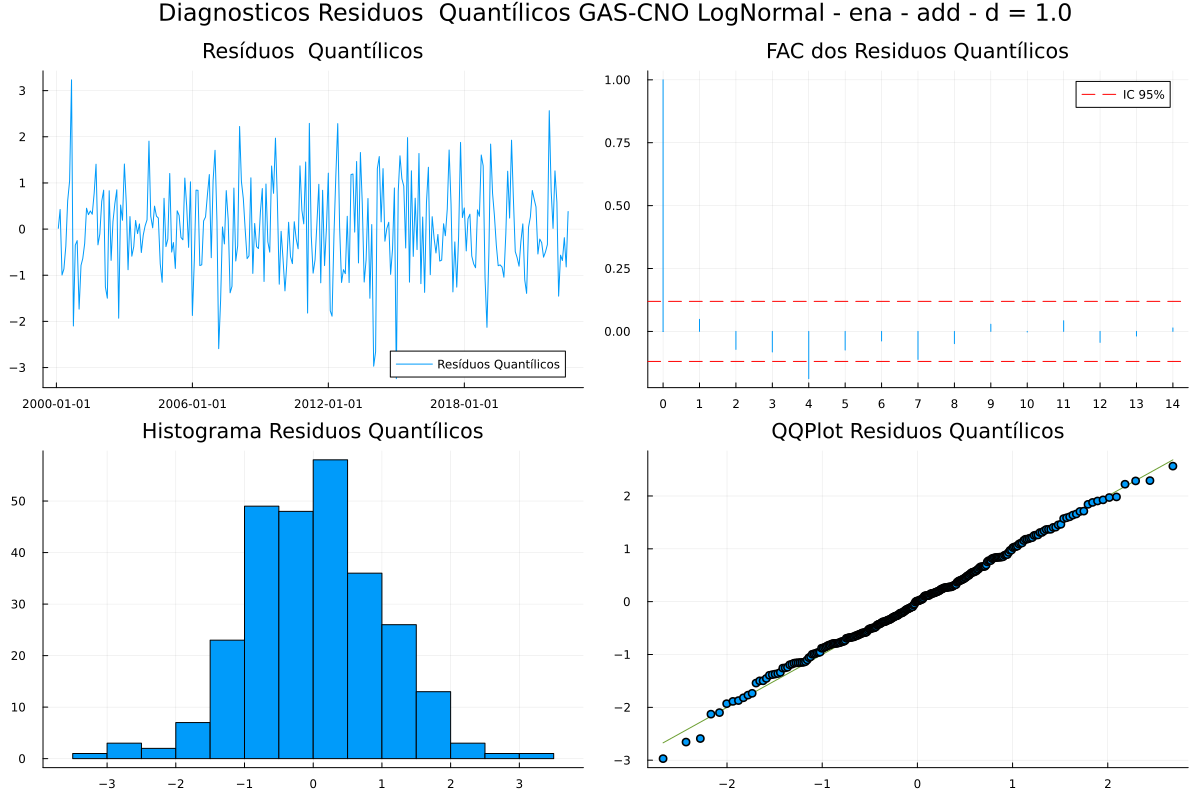 Diagnosticos Residuos  Quantílicos GAS-CNO LogNormal - ena - add - d = 1.0
Resíduos  Quantílicos
3
2
1
0
−1
−2
−3
Resíduos Quantílicos
2000-01-01 2006-01-01 2012-01-01 2018-01-01
FAC dos Residuos Quantílicos
1.00
0.75
0.50
0.25
0.00
IC 95%
0 1 2 3 4 5 6 7 8 9 10 11 12 13 14
Histograma Residuos Quantílicos
50
40
30
20
10
0
−3 −2 −1 0 1 2 3
QQPlot Residuos Quantílicos
2
1
0
−1
−2
−3
−2 −1 0 1 2